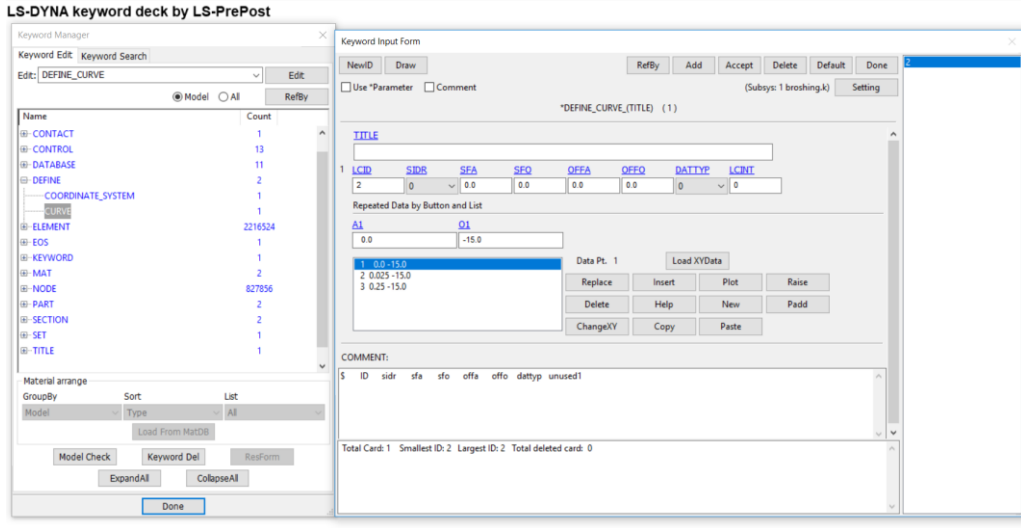 LS-DYNA keyword deck by LS-PrePost
Keyword Manager
Keyword Edit Keyword Search
Edit: DEFINE_CURVE Edit
Model All RefBy
Name Count
CONTACT 1
CONTROL 13
DATABASE 11
DEFINE 2
COORDINATE_SYSTEM 1
CURVE 1
ELEMENT 2216524
EOS 1
KEYWORD 1
MAT 2
NODE 827856
PART 2
SECTION 2
SET 1
TITLE 1
Material arrange
GroupBy Sort List
Model Type All
Load From MatDB
Model Check Keyword Del ResForm
ExpandAll CollapseAll
Done
Keyword Input Form
NewID Draw RefBy Add Accept Delete Default Done
Use *Parameter Comment (Subsys: 1 broshing.k) Setting
*DEFINE_CURVE_(TITLE) (1)
TITLE
1 LCID SIDR SFA SFO OFFA OFFO DATTYP LCINT
2 0 0.0 0.0 0.0 0.0 0 0
Repeated Data by Button and List
A1 O1
0.0 -15.0
1 0.0 -15.0
2 0.025 -15.0
3 0.25 -15.0
Data Pt. 1 Load XYData
Replace Insert Plot Raise
Delete Help New Padd
ChangeXY Copy Paste
COMMENT:
$ ID sidr sfa sfo offa offo dattyp unused1
Total Card: 1 Smallest ID: 2 Largest ID: 2 Total deleted card: 0
2